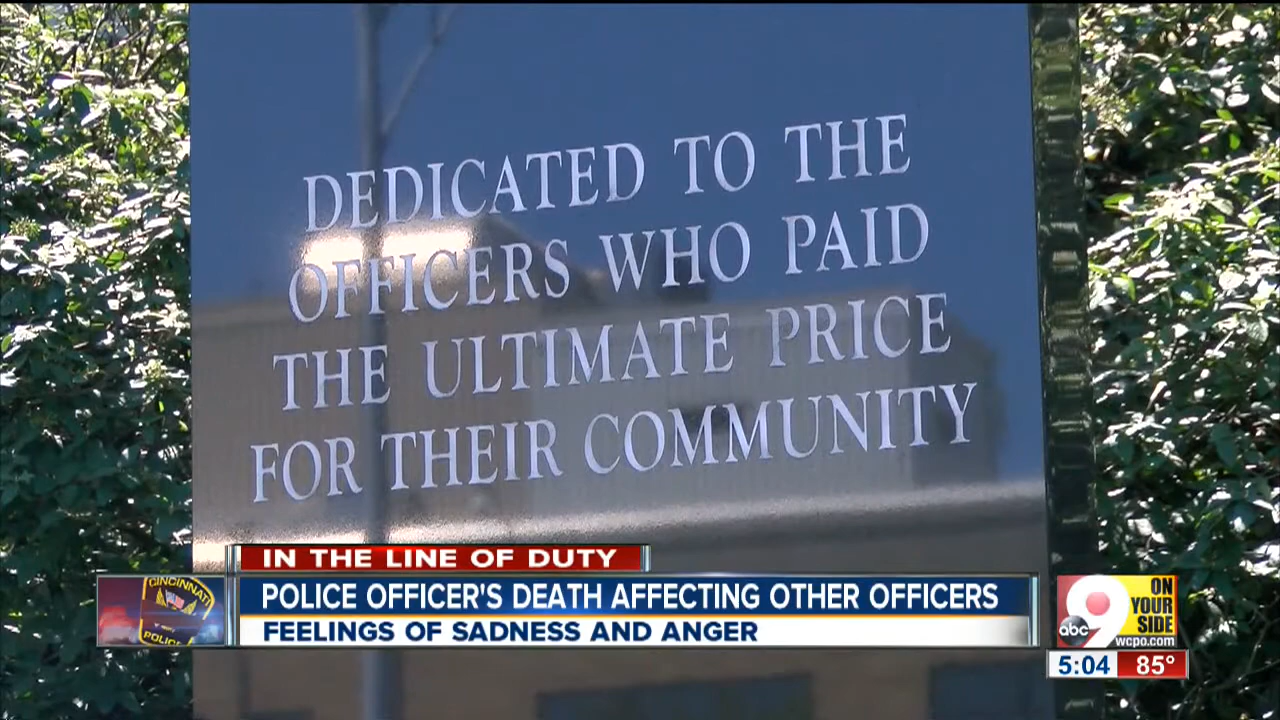 DEDICATED TO THE
OFFICERS WHO PAID
THE ULTIMATE PRICE
FOR THEIR COMMUNITY
IN THE LINE OF DUTY
CINCINNATI
POLICE
POLICE OFFICER'S DEATH AFFECTING OTHER OFFICERS
FEELINGS OF SADNESS AND ANGER
abc 9 ON YOUR SIDE
wcpo.com
5:04 85°